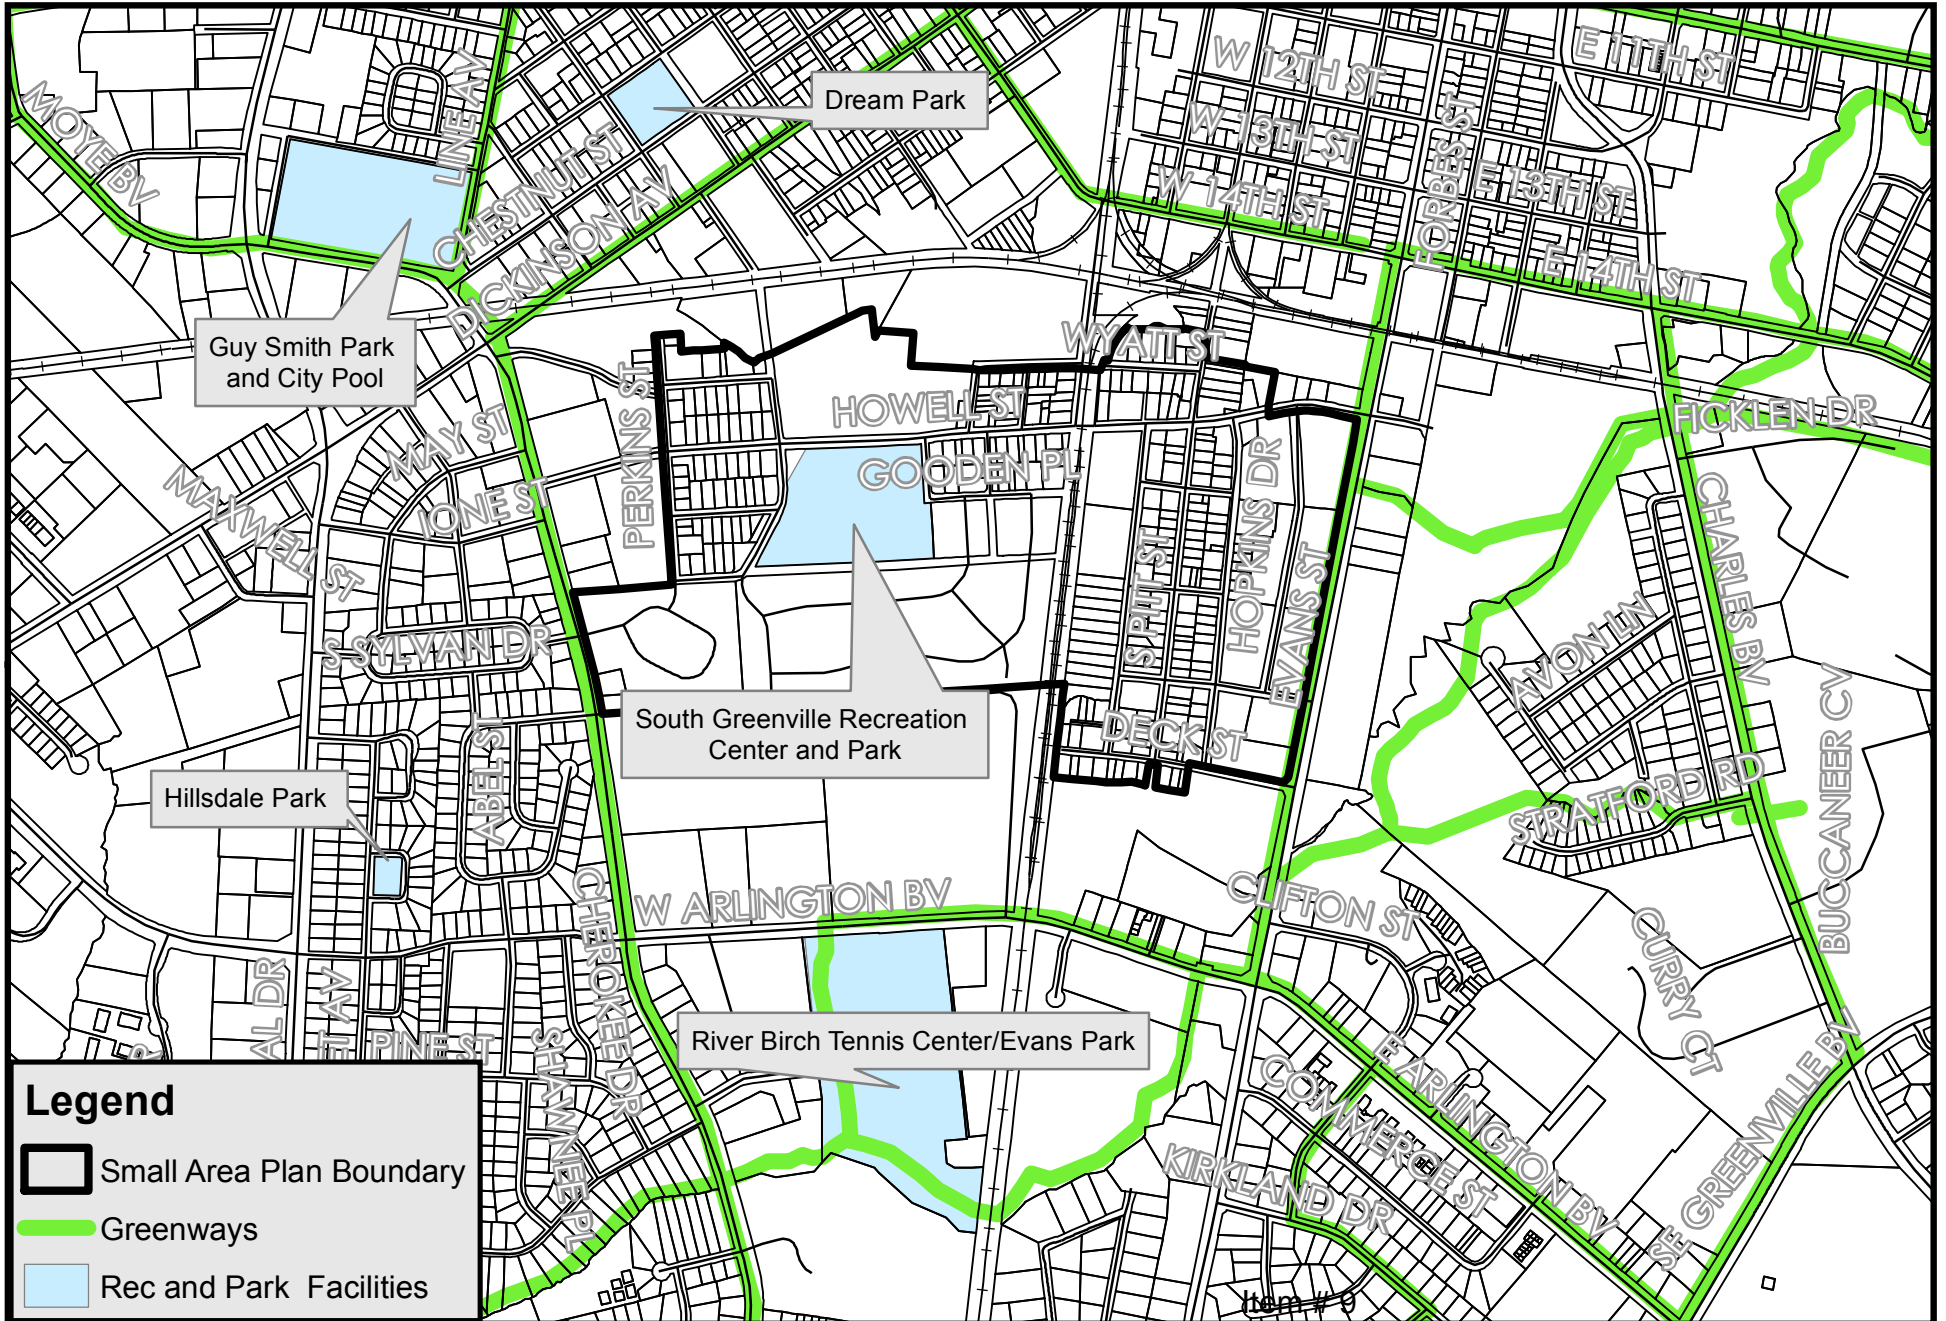 W 12TH ST
E 11TH ST
MOYE BV
LINE AV
Dream Park
W 13TH ST
FORBES ST
CHESTNUT ST
E 13TH ST
W 14TH ST
DICKINSON AV
E 14TH ST
Guy Smith Park
and City Pool
WYATT ST
PERKINS ST
HOWELL ST
FICKLEN DR
MAY ST
GOODEN PL
HOPKINS DR
MAXWELL ST
IONE ST
CHARLES BV
S PITT ST
EVANS ST
S SYLVAN DR
AVON LN
South Greenville Recreation
Center and Park
ABEL ST
DECK ST
BUCCANEER CV
Hillsdale Park
STRATFORD RD
W ARLINGTON BV
CLIFTON ST
CHEROKEE DR
CURRY CT
AL DR
ET AV
PINE ST
SHAWNEE PL
River Birch Tennis Center/Evans Park
E ARLINGTON BV
COMMERCE ST
KIRKLAND DR
SE GREENVILLE BV
Legend
Small Area Plan Boundary
Greenways
Rec and Park Facilities
Item # 9